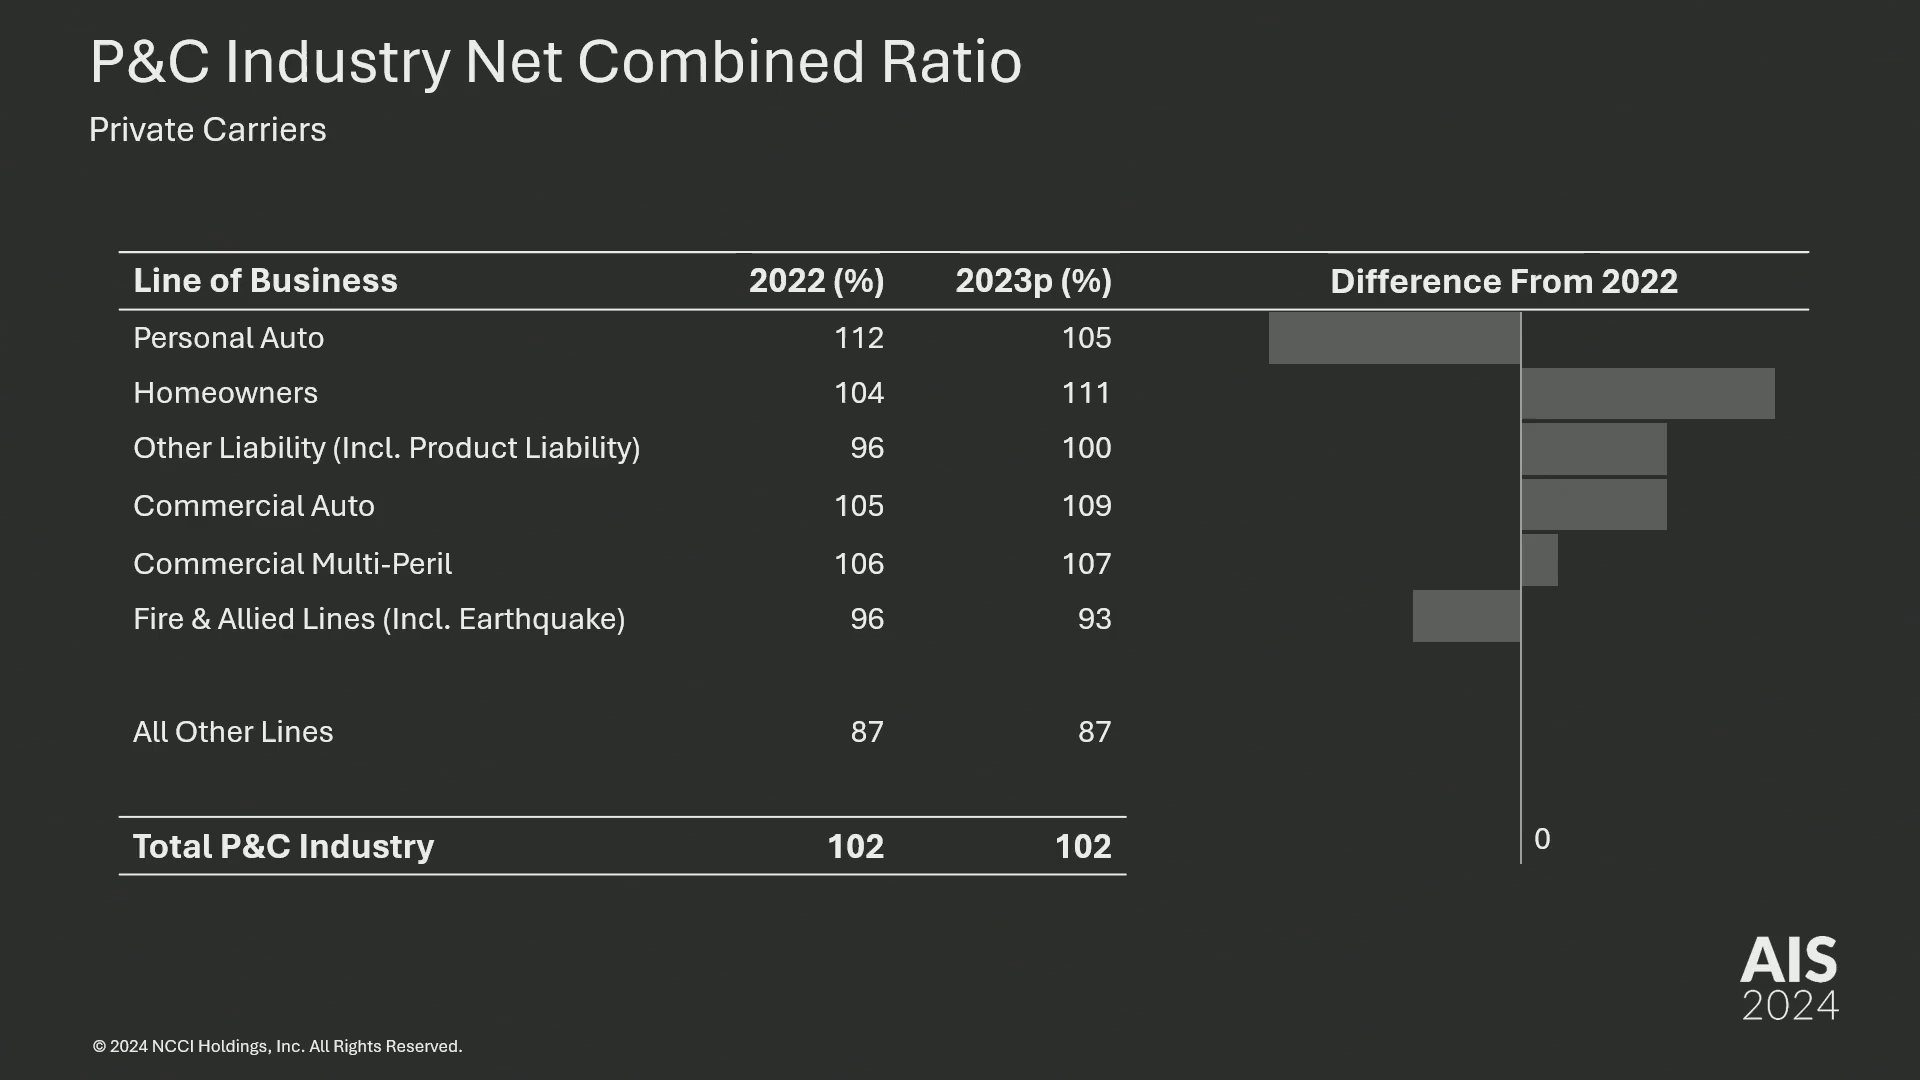 P&C Industry Net Combined Ratio
Private Carriers
Line of Business 2022 (%) 2023p (%) Difference From 2022
Personal Auto 112 105
Homeowners 104 111
Other Liability (Incl. Product Liability) 96 100
Commercial Auto 105 109
Commercial Multi-Peril 106 107
Fire & Allied Lines (Incl. Earthquake) 96 93
All Other Lines 87 87
Total P&C Industry 102 102 0
AIS
2024
© 2024 NCCI Holdings, Inc. All Rights Reserved.